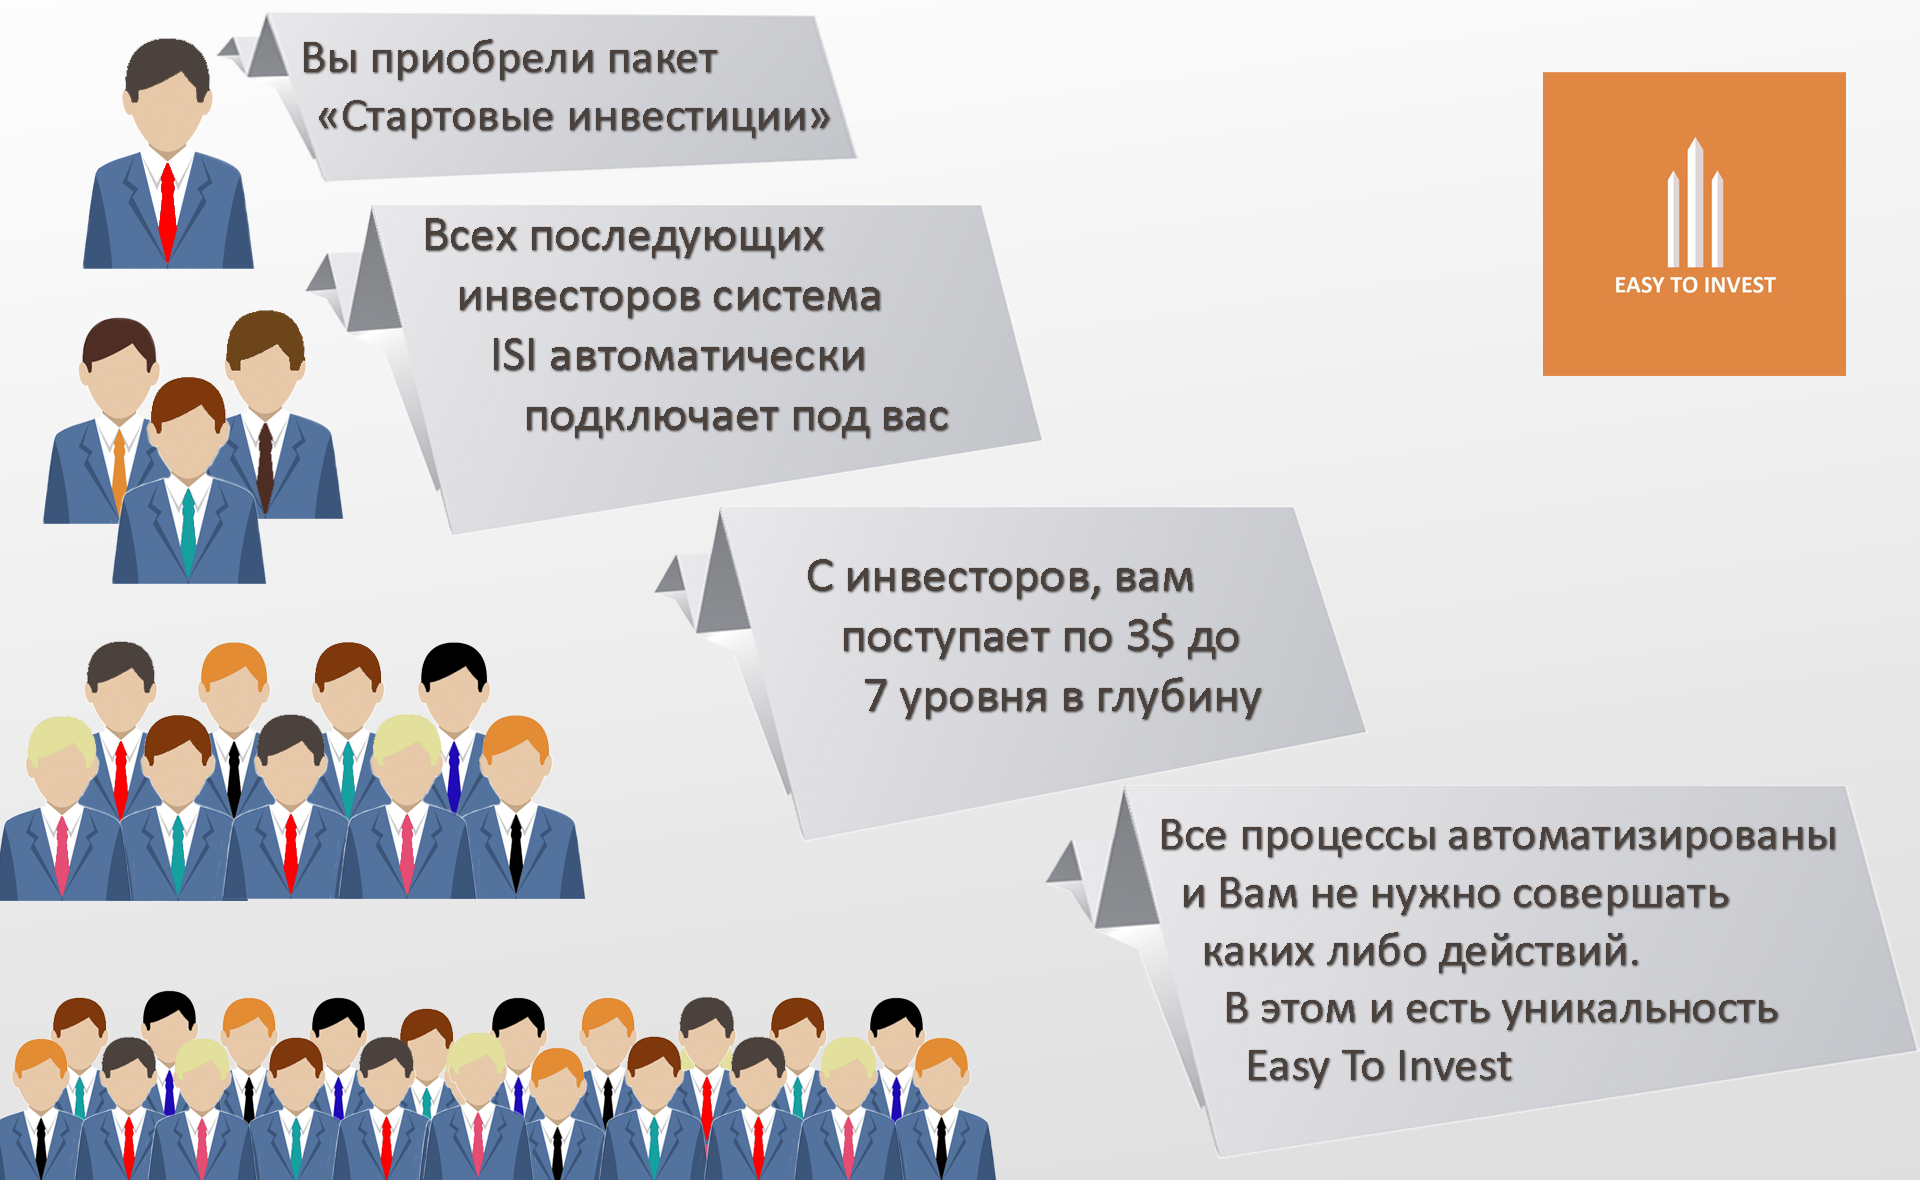 Вы приобрели пакет
«Стартовые инвестиции»
EASY TO INVEST
Всех последующих
инвесторов система
ISI автоматически
подключает под вас
С инвесторов, вам
поступает по 3$ до
7 уровня в глубину
Все процессы автоматизированы
и Вам не нужно совершать
каких либо действий.
В этом и есть уникальность
Easy To Invest